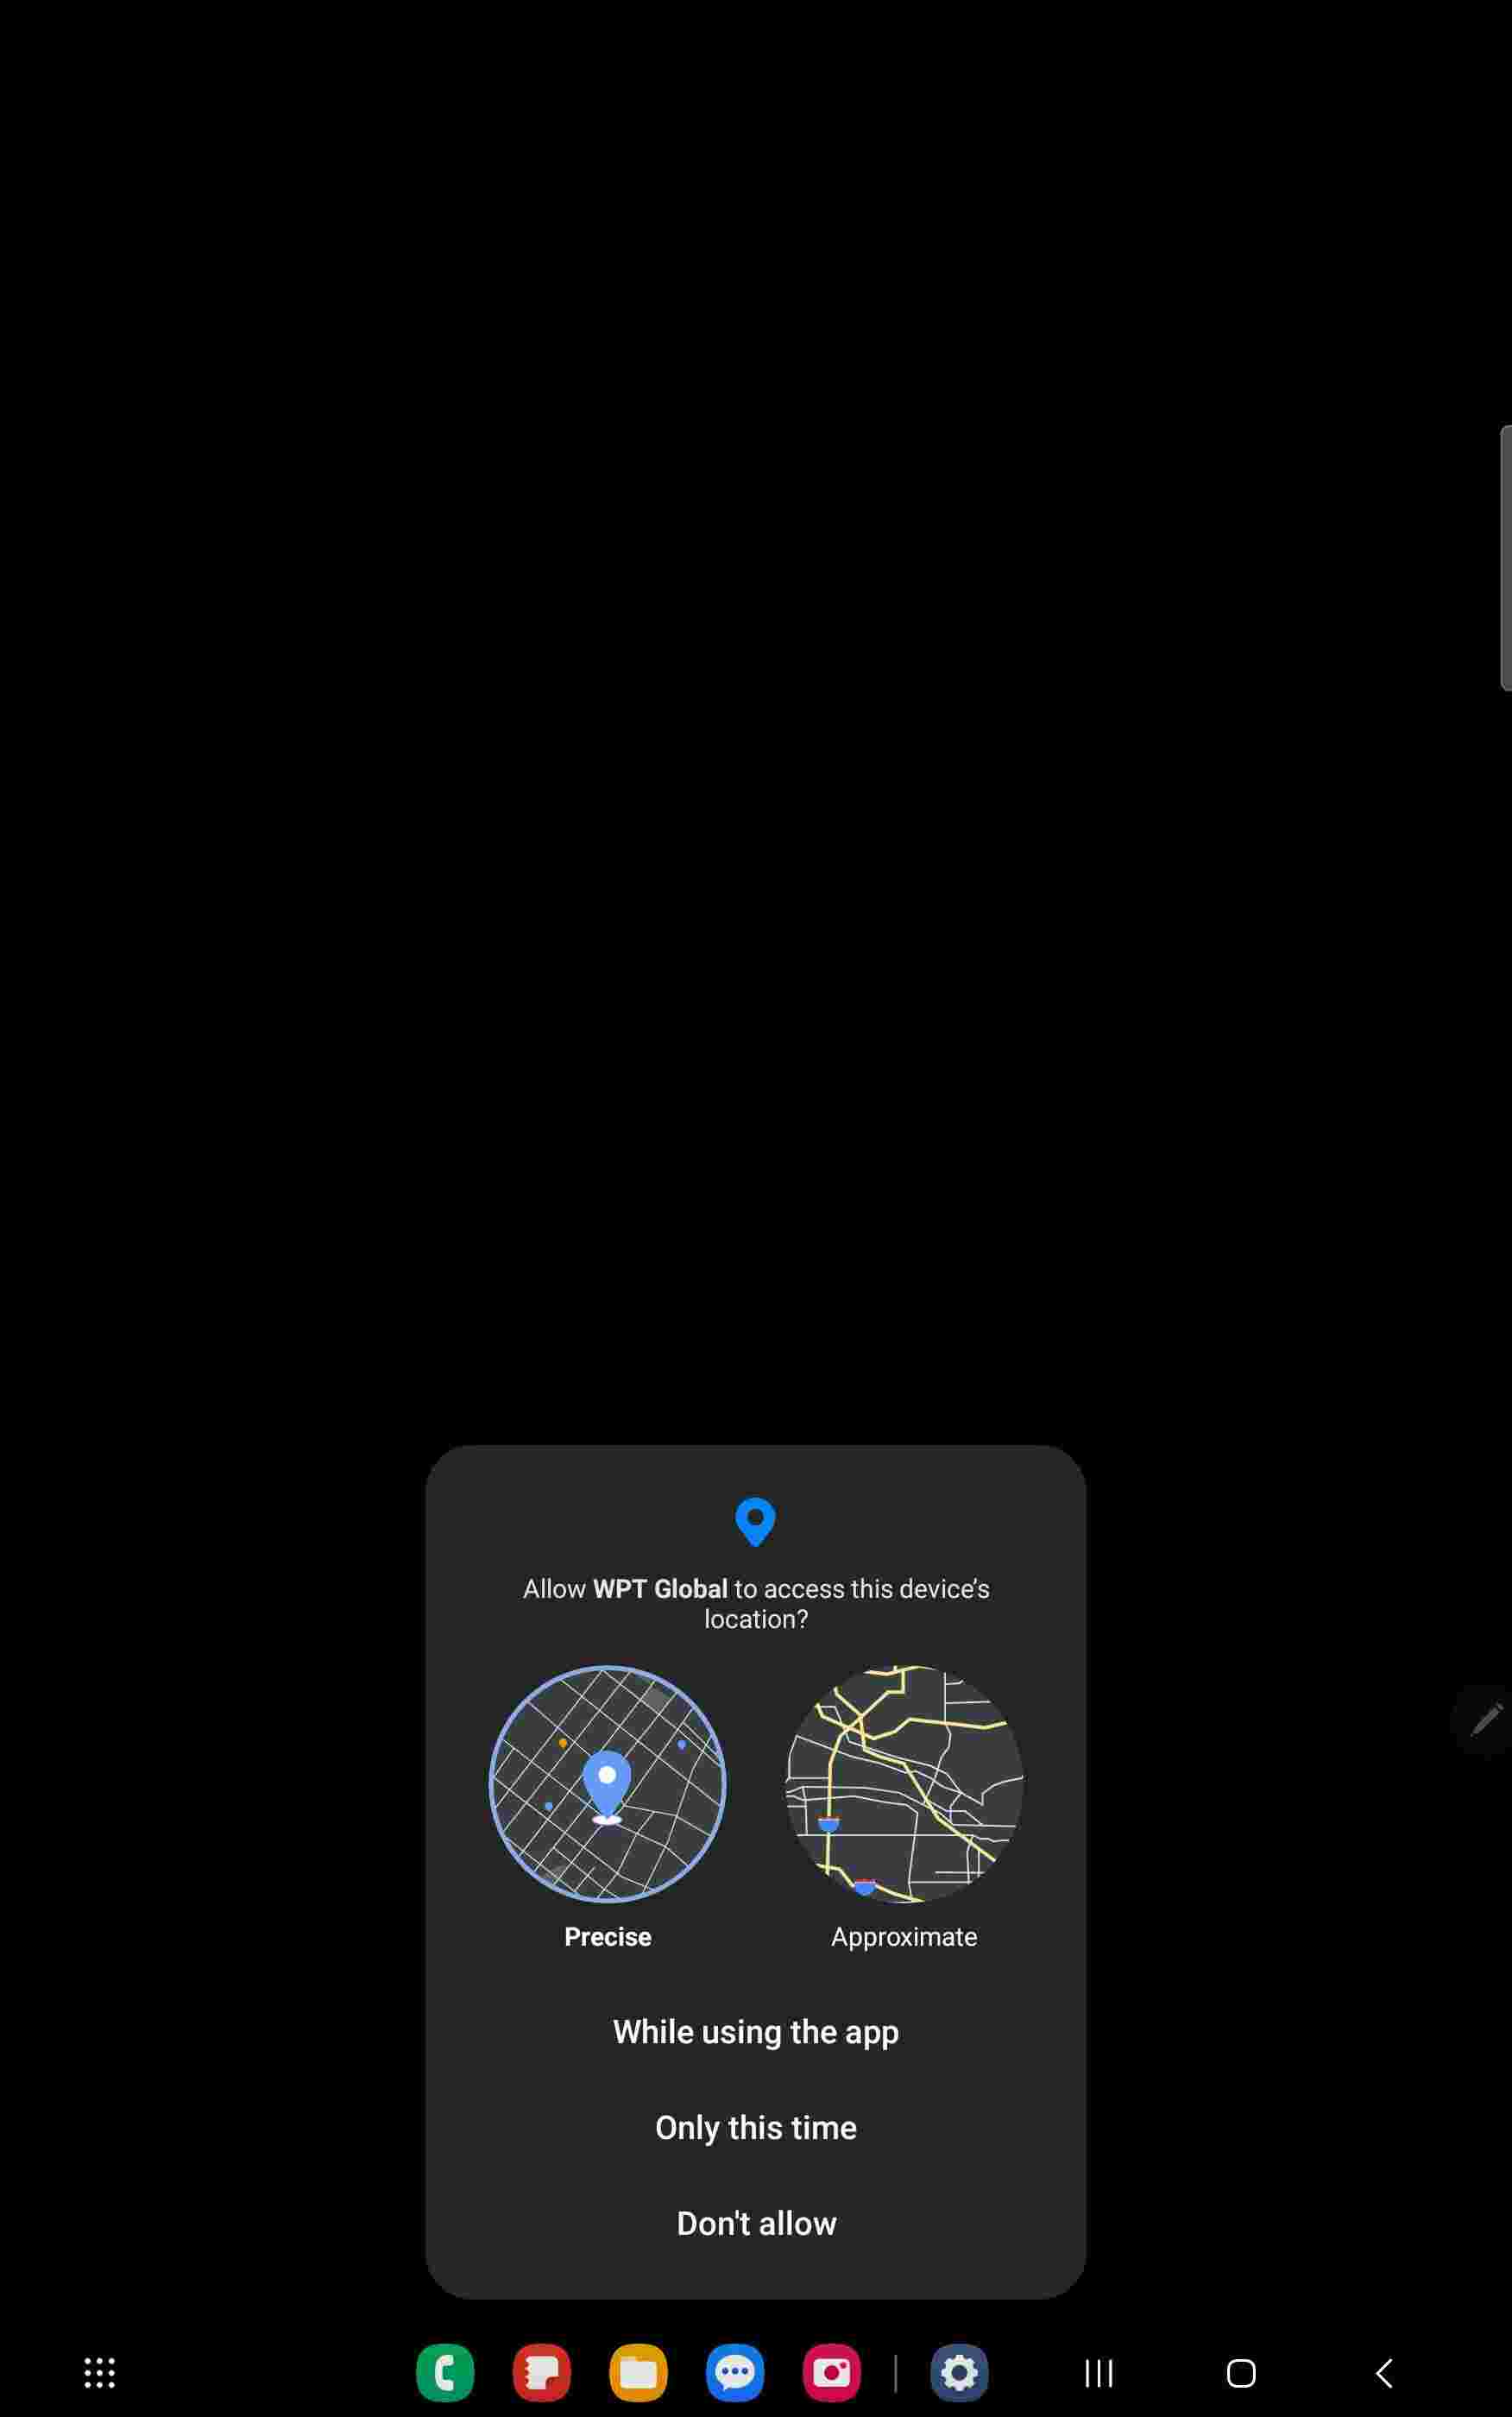 Allow WPT Global to access this device’s
location?
Precise
Approximate
While using the app
Only this time
Don't allow